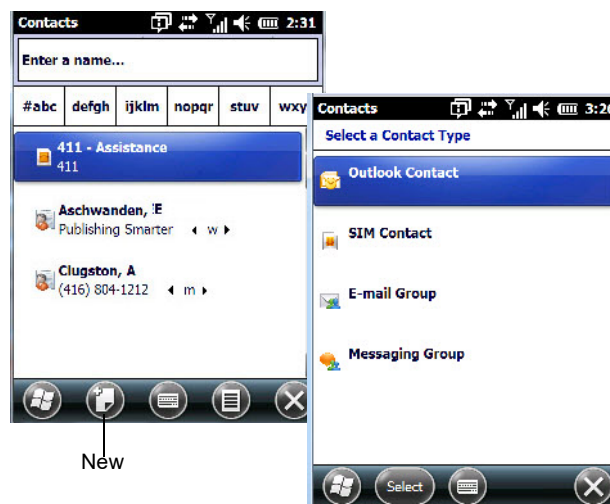 Contacts 2:31
Enter a name...
#abc defgh ijklm nopqr stuv wxy
411 - Assistance
411
Aschwanden, E
Publishing Smarter w
Clugston, A
(416) 804-1212 m
New
Contacts 3:20
Select a Contact Type
Outlook Contact
SIM Contact
E-mail Group
Messaging Group
Select